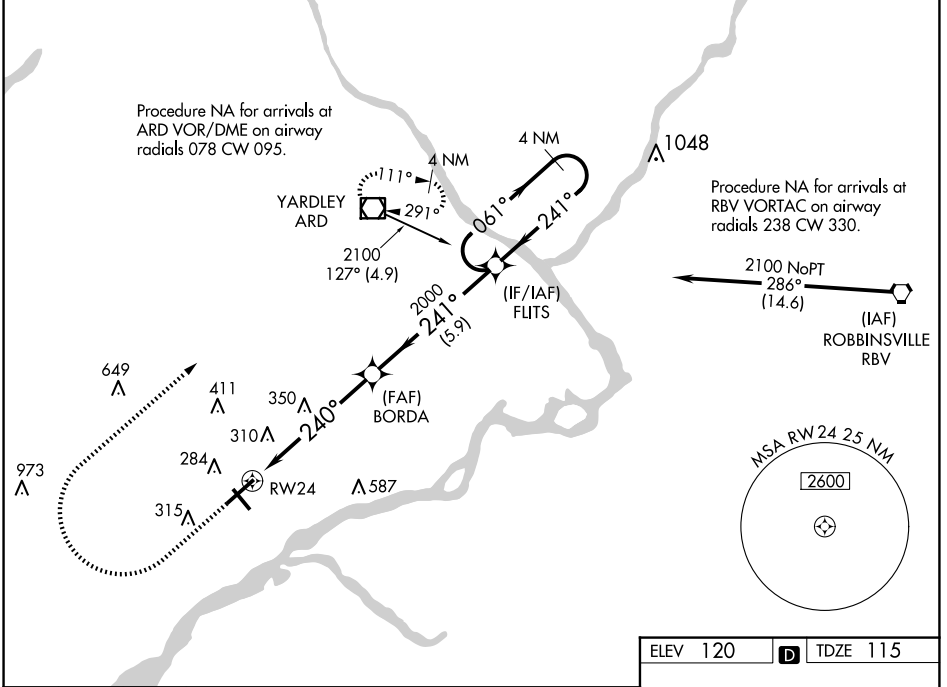 Procedure NA for arrivals at
ARD VOR/DME on airway
radials 078 CW 095.
4 NM
1048
4 NM
111°
YARDLEY
ARD
291°
061°
241°
Procedure NA for arrivals at
RBV VORTAC on airway
radials 238 CW 330.
2100
127° (4.9)
2100 NoPT
286°
(14.6)
(IF/IAF)
FLITS
2000
241°
(5.9)
(IAF)
ROBBINSVILLE
RBV
649
411
350
(FAF)
BORDA
310
240°
284
973
RW24
587
315
MSA RW 24 25 NM
2600
ELEV 120 D TDZE 115